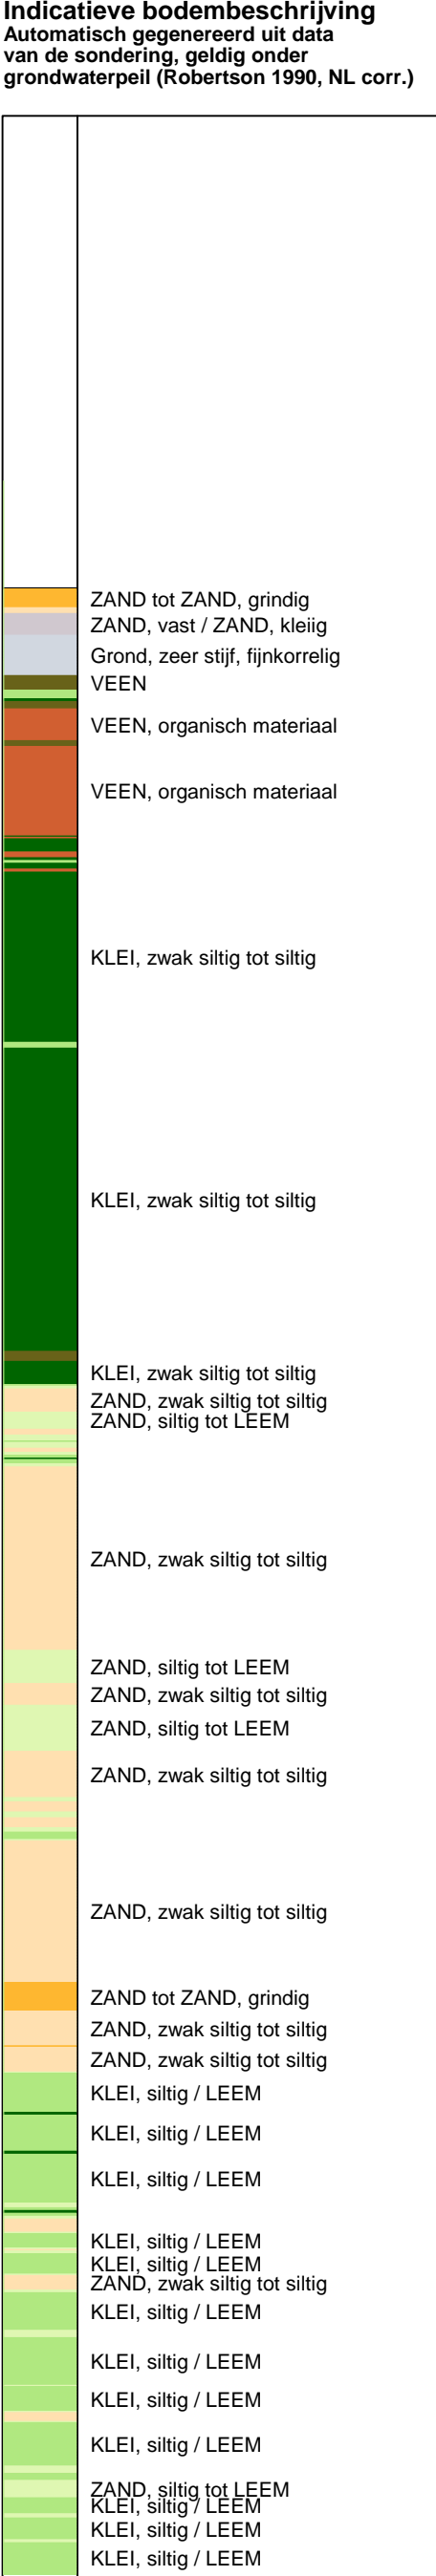 Indicatieve bodembeschrijving
Automatisch gegenereerd uit data
van de sondering, geldig onder
grondwaterpeil (Robertson 1990, NL corr.)
ZAND tot ZAND, grindig
ZAND, vast / ZAND, kleiig
Grond, zeer stijf, fijnkorrelig
VEEN
VEEN, organisch materiaal
VEEN, organisch materiaal
KLEI, zwak siltig tot siltig
KLEI, zwak siltig tot siltig
KLEI, zwak siltig tot siltig
ZAND, zwak siltig tot siltig
ZAND, siltig tot LEEM
ZAND, zwak siltig tot siltig
ZAND, siltig tot LEEM
ZAND, zwak siltig tot siltig
ZAND, siltig tot LEEM
ZAND, zwak siltig tot siltig
ZAND, zwak siltig tot siltig
ZAND tot ZAND, grindig
ZAND, zwak siltig tot siltig
ZAND, zwak siltig tot siltig
KLEI, siltig / LEEM
KLEI, siltig / LEEM
KLEI, siltig / LEEM
KLEI, siltig / LEEM
KLEI, siltig / LEEM
ZAND, zwak siltig tot siltig
KLEI, siltig / LEEM
KLEI, siltig / LEEM
KLEI, siltig / LEEM
KLEI, siltig / LEEM
ZAND, siltig tot LEEM
KLEI, siltig / LEEM
KLEI, siltig / LEEM
KLEI, siltig / LEEM